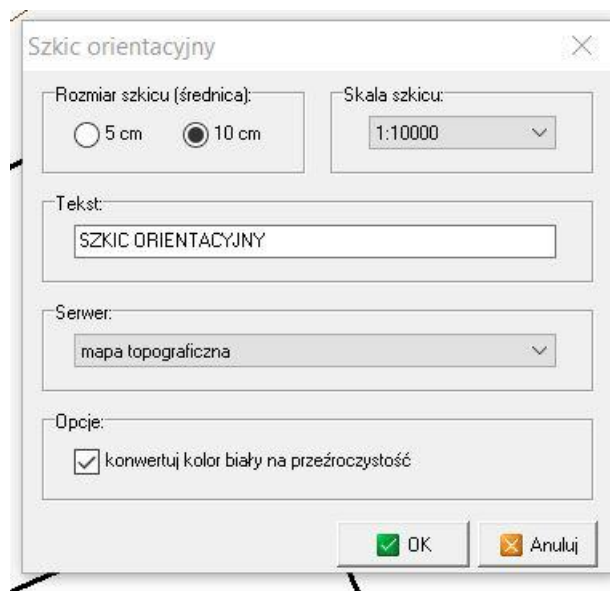 Szkic orientacyjny
Rozmiar szkicu (średnica):
5 cm
10 cm
Skala szkicu:
1:10000
Tekst:
SZKIC ORIENTACYJNY
Serwer:
mapa topograficzna
Opcje:
konwertuj kolor biały na przeźroczystość
OK
Anuluj